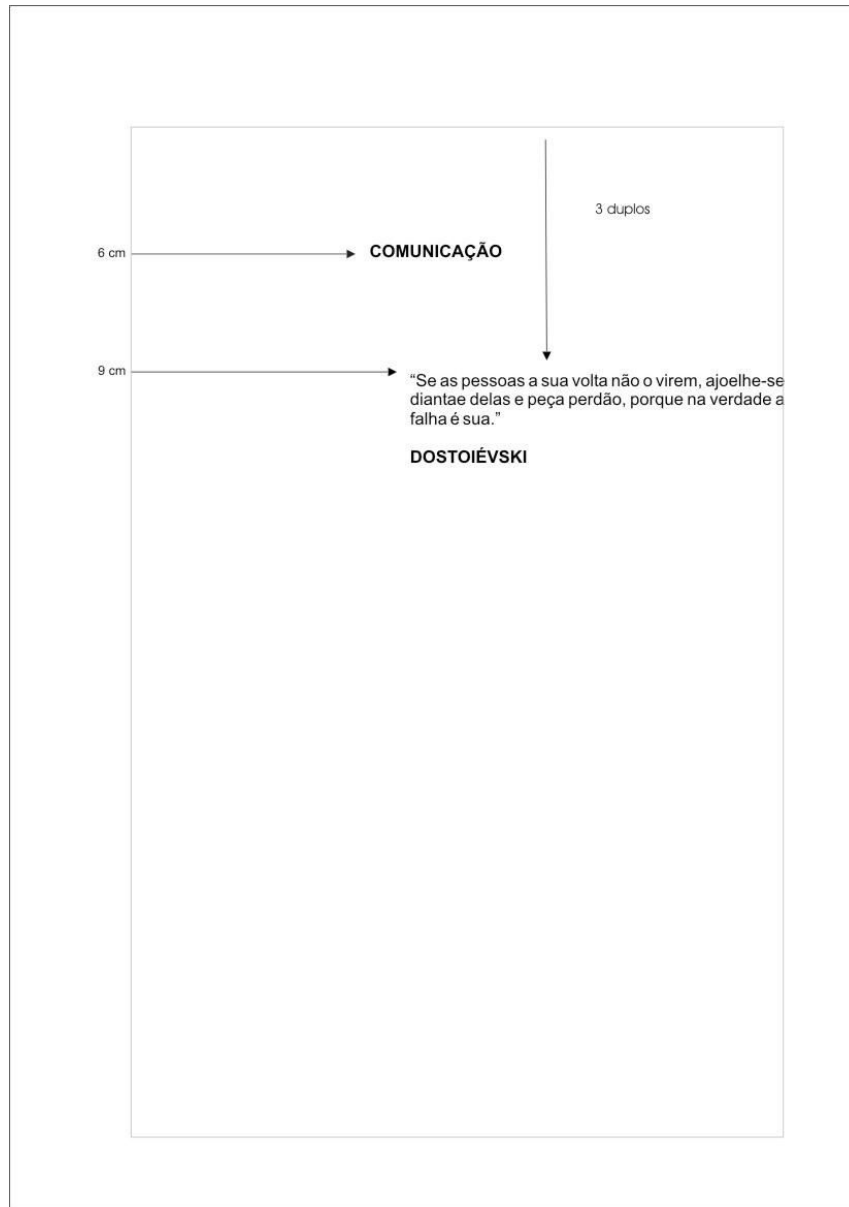 3 duplos
6 cm
COMUNICAÇÃO
9 cm
“Se as pessoas a sua volta não o virem, ajoelhe-se
diantae delas e peça perdão, porque na verdade a
falha é sua.”
DOSTOIÉVSKI